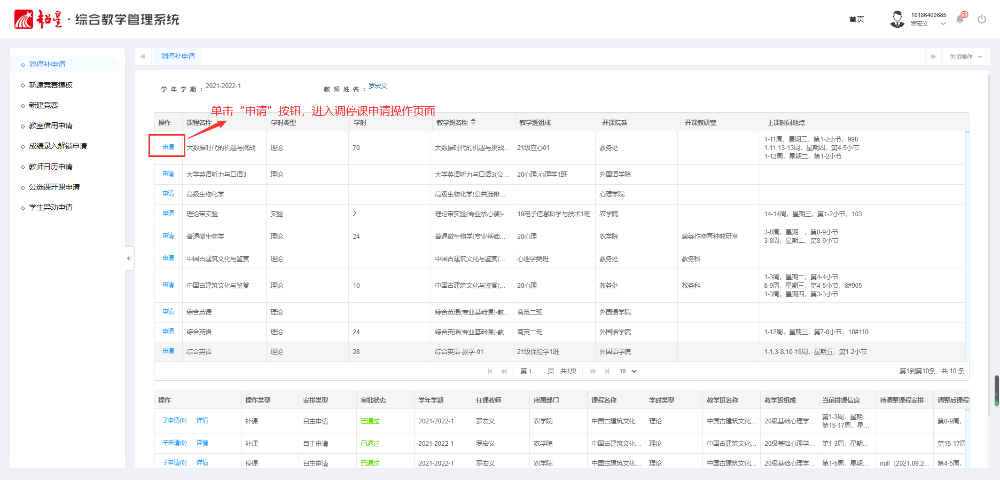 超星 · 综合教学管理系统
首页
18186400685
罗宏义
60
调停补申请
新建竞赛模板
新建竞赛
教室借用申请
成绩录入解锁申请
教师日历申请
公选课开课申请
学生异动申请
调停补申请
关闭操作
学 年 学 期 : 2021-2022-1 教 师 姓 名 : 罗宏义
单击“申请”按钮，进入调停课申请操作页面
操作 课程名称 学时类型 学时 教学班名称 教学班组成 开课院系 开课教研室 上课时间地点
申请 大数据时代的机遇与挑战 理论 70 大数据时代的机遇与挑战... 21级应心01 教务处
1-11周，星期三，第1-2小节，998
1-11,13-13周，星期四，第4-5小节
1-12周，星期二，第1-2小节
申请 大学英语听力与口语3 理论 大学英语听力与口语3(公... 20心理,心理学1班 外国语学院
申请 高级生物化学 高级生物化学(公共选修... 心理学院
申请 理论带实验 实验 2 理论带实验(专业核心课)-... 19电子信息科学与技术1班 农学院 14-14周，星期三，第1-2小节，103
申请 普通微生物学 理论 24 普通微生物学(专业基础... 20心理 农学院 菌类作物育种教研室
3-8周，星期一，第8-9小节
3-8周，星期二，第8-9小节
申请 中国古建筑文化与鉴赏 理论 中国古建筑文化与鉴赏(... 心理学类班 教务处 教务科
申请 中国古建筑文化与鉴赏 理论 10 中国古建筑文化与鉴赏(... 20心理 教务处 教务科
1-3周，星期二，第4-4小节
8-9周，星期三，第4-5小节，8#905
1-3周，星期四，第3-3小节
申请 综合英语 理论 综合英语(专业基础课)-教... 商英二班 外国语学院
申请 综合英语 理论 24 综合英语(专业基础课)-教... 商英二班 外国语学院 1-12周，星期三，第7-8小节，10#110
申请 综合英语 理论 28 综合英语-教学-01 21级保险学1班 外国语学院 1-1,3-8,10-16周，星期五，第1-2小节
第 1 页 共1页 10 第1到第10条 共 10 条
操作 操作类型 安排类型 审批状态 学年学期 任课教师 所属部门 课程名称 学时类型 教学班名称 教学班组成 当前排课信息 待调整课程安排 调整后课程
子申请(0) 详情 补课 自主申请 已通过 2021-2022-1 罗宏义 农学院 中国古建筑文化... 理论 中国古建筑文化... 20级基础心理学... 第1-3周，星期... 第8-9周，
第15-17周，星...
子申请(0) 详情 补课 自主申请 已通过 2021-2022-1 罗宏义 农学院 中国古建筑文化... 理论 中国古建筑文化... 20级基础心理学... 第1-3周，星期... 第15-17周
子申请(0) 详情 停课 自主申请 已通过 2021-2022-1 罗宏义 农学院 中国古建筑文化... 理论 中国古建筑文化... 20级基础心理学... 第1-5周，星期... null（2021.09.2... 第4-5周，